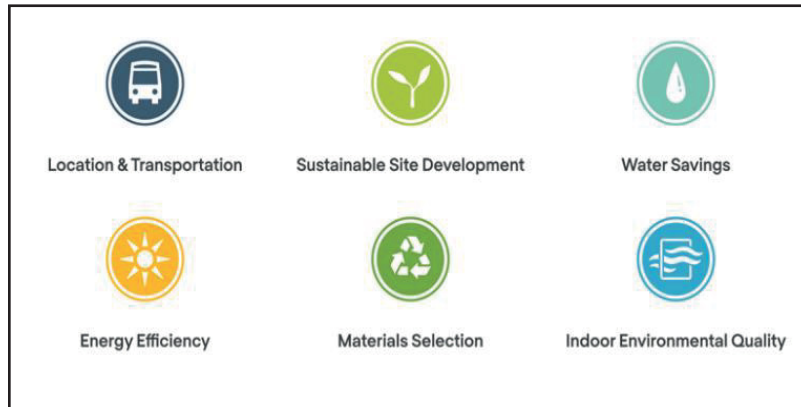 Location & Transportation
Sustainable Site Development
Water Savings
Energy Efficiency
Materials Selection
Indoor Environmental Quality